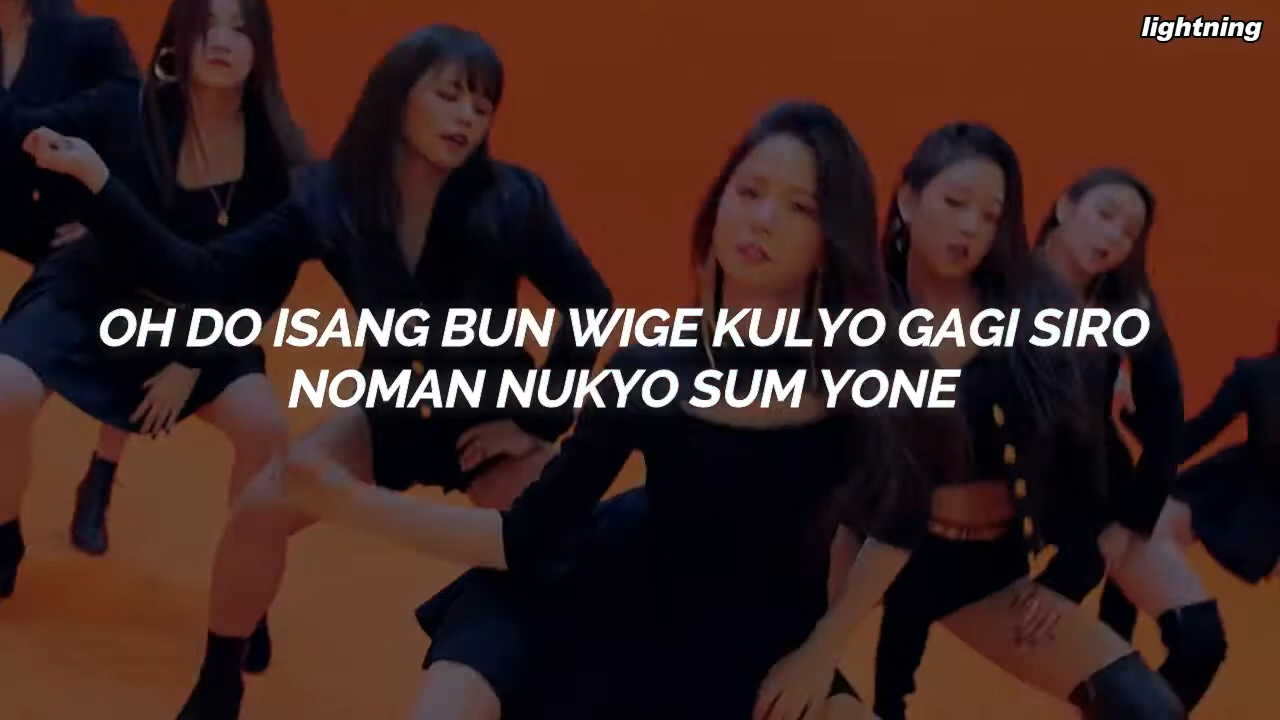 lightning
OH DO ISANG BUN WIGE KULYO GAGI SIRO
NOMAN NUKYO SUM YONE